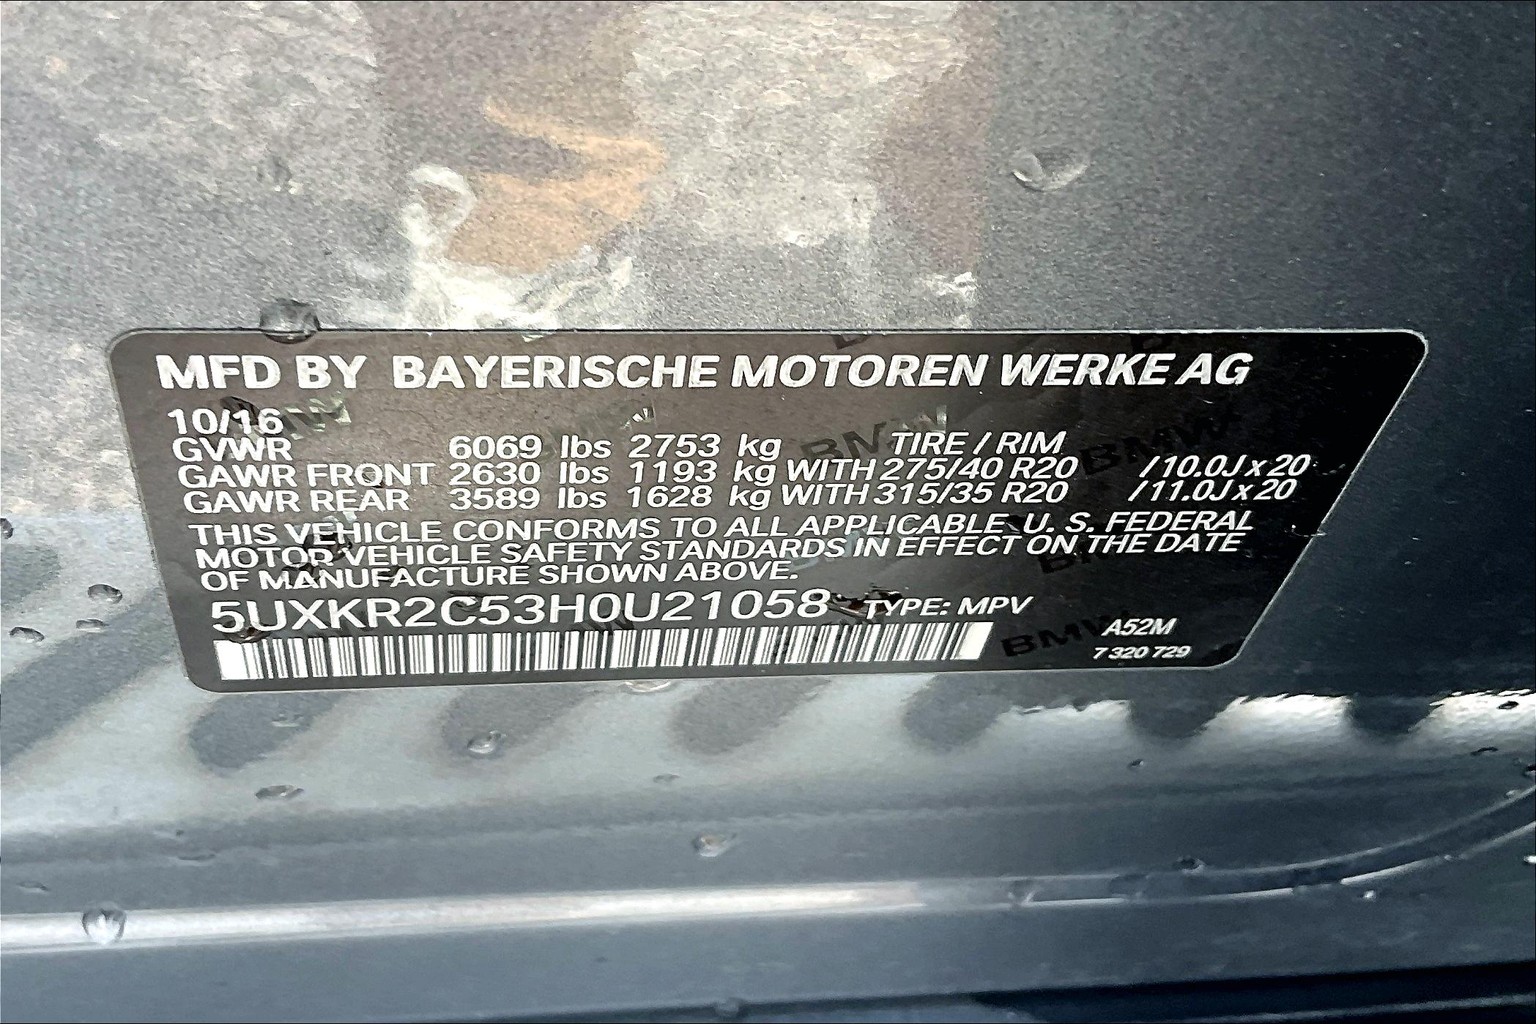 MFD BY BAYERISCHE MOTOREN WERKE AG
10/16
GVWR 6069 lbs 2753 kg TIRE / RIM
GAWR FRONT 2630 lbs 1193 kg WITH 275/40 R20 / 10.0J x 20
GAWR REAR 3589 lbs 1628 kg WITH 315/35 R20 / 11.0J x 20
THIS VEHICLE CONFORMS TO ALL APPLICABLE U. S. FEDERAL
MOTOR VEHICLE SAFETY STANDARDS IN EFFECT ON THE DATE
OF MANUFACTURE SHOWN ABOVE.
5UXKR2C53H0U21058 TYPE: MPV
A52M
7 320 729